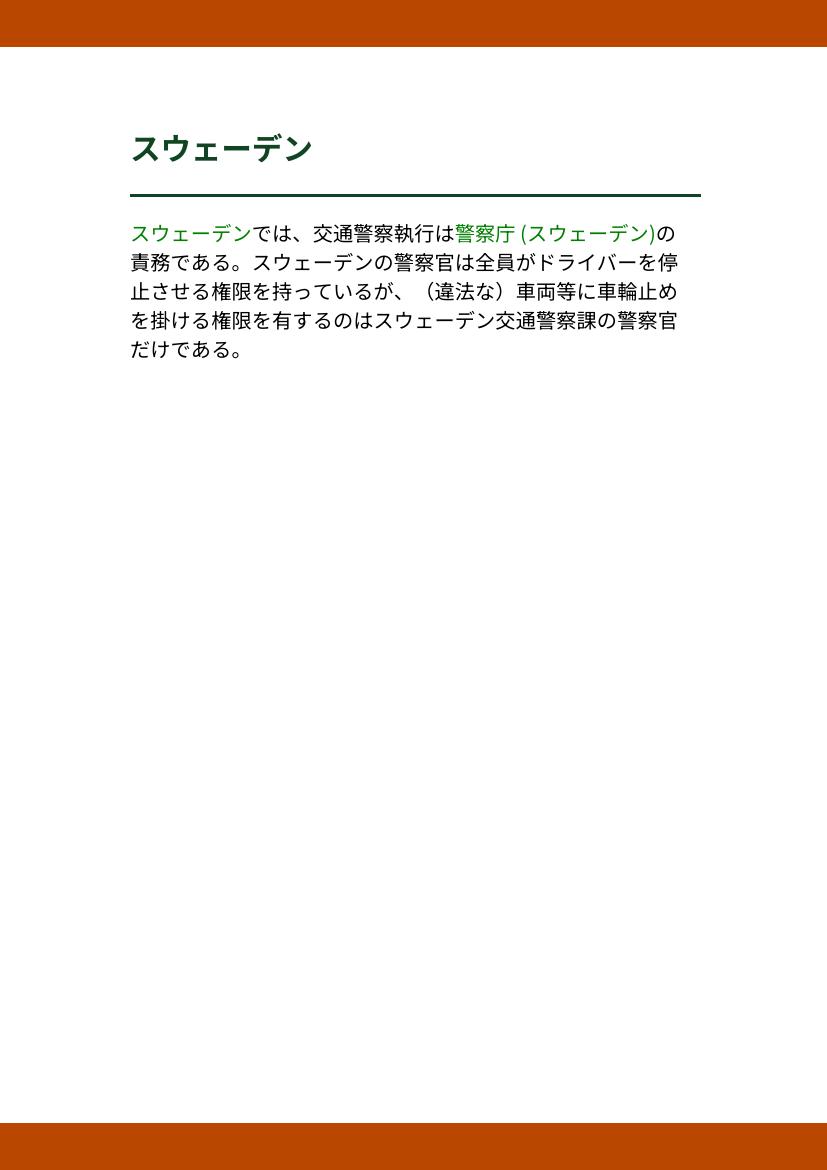 スウェーデン
スウェーデンでは、交通警察執行は警察庁 (スウェーデン)の
責務である。スウェーデンの警察官は全員がドライバーを停
止させる権限を持っているが、（違法な）車両等に車輪止め
を掛ける権限を有するのはスウェーデン交通警察課の警察官
だけである。